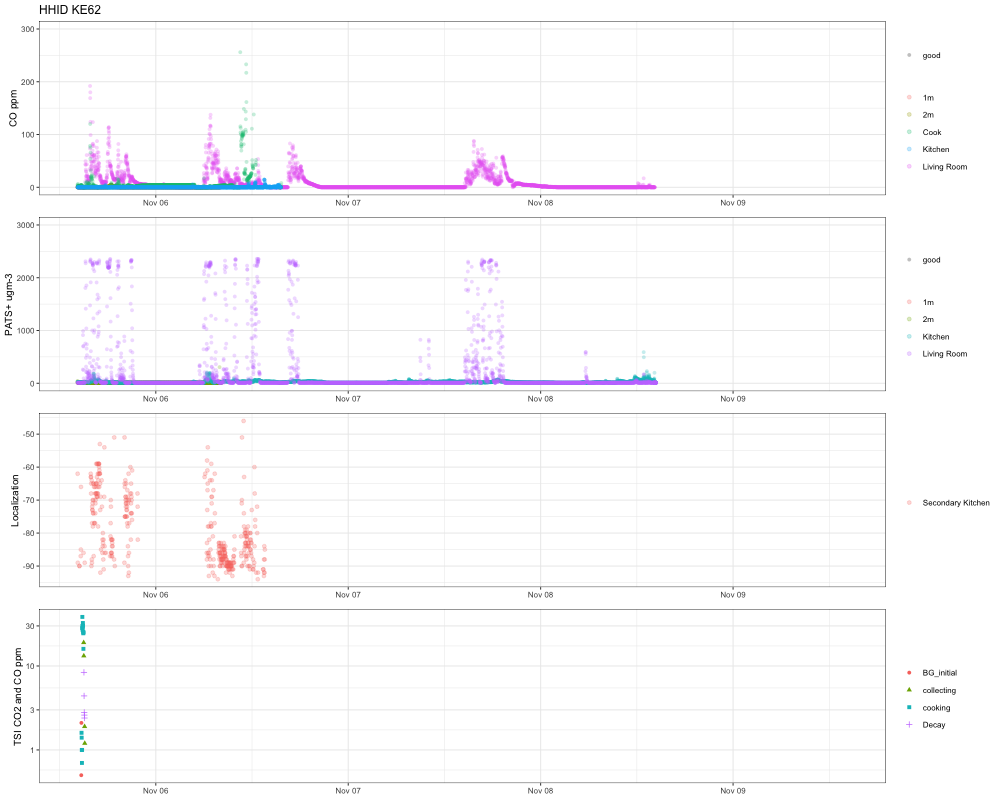 HHID KE62
CO ppm
300
200
100
0
Nov 06
Nov 07
Nov 08
Nov 09
good
1m
2m
Cook
Kitchen
Living Room
PATS+ ugm-3
3000
2000
1000
0
Nov 06
Nov 07
Nov 08
Nov 09
good
1m
2m
Kitchen
Living Room
Localization
-50
-60
-70
-80
-90
Nov 06
Nov 07
Nov 08
Nov 09
Secondary Kitchen
TSI CO2 and CO ppm
30
10
3
1
Nov 06
Nov 07
Nov 08
Nov 09
BG_initial
collecting
cooking
Decay